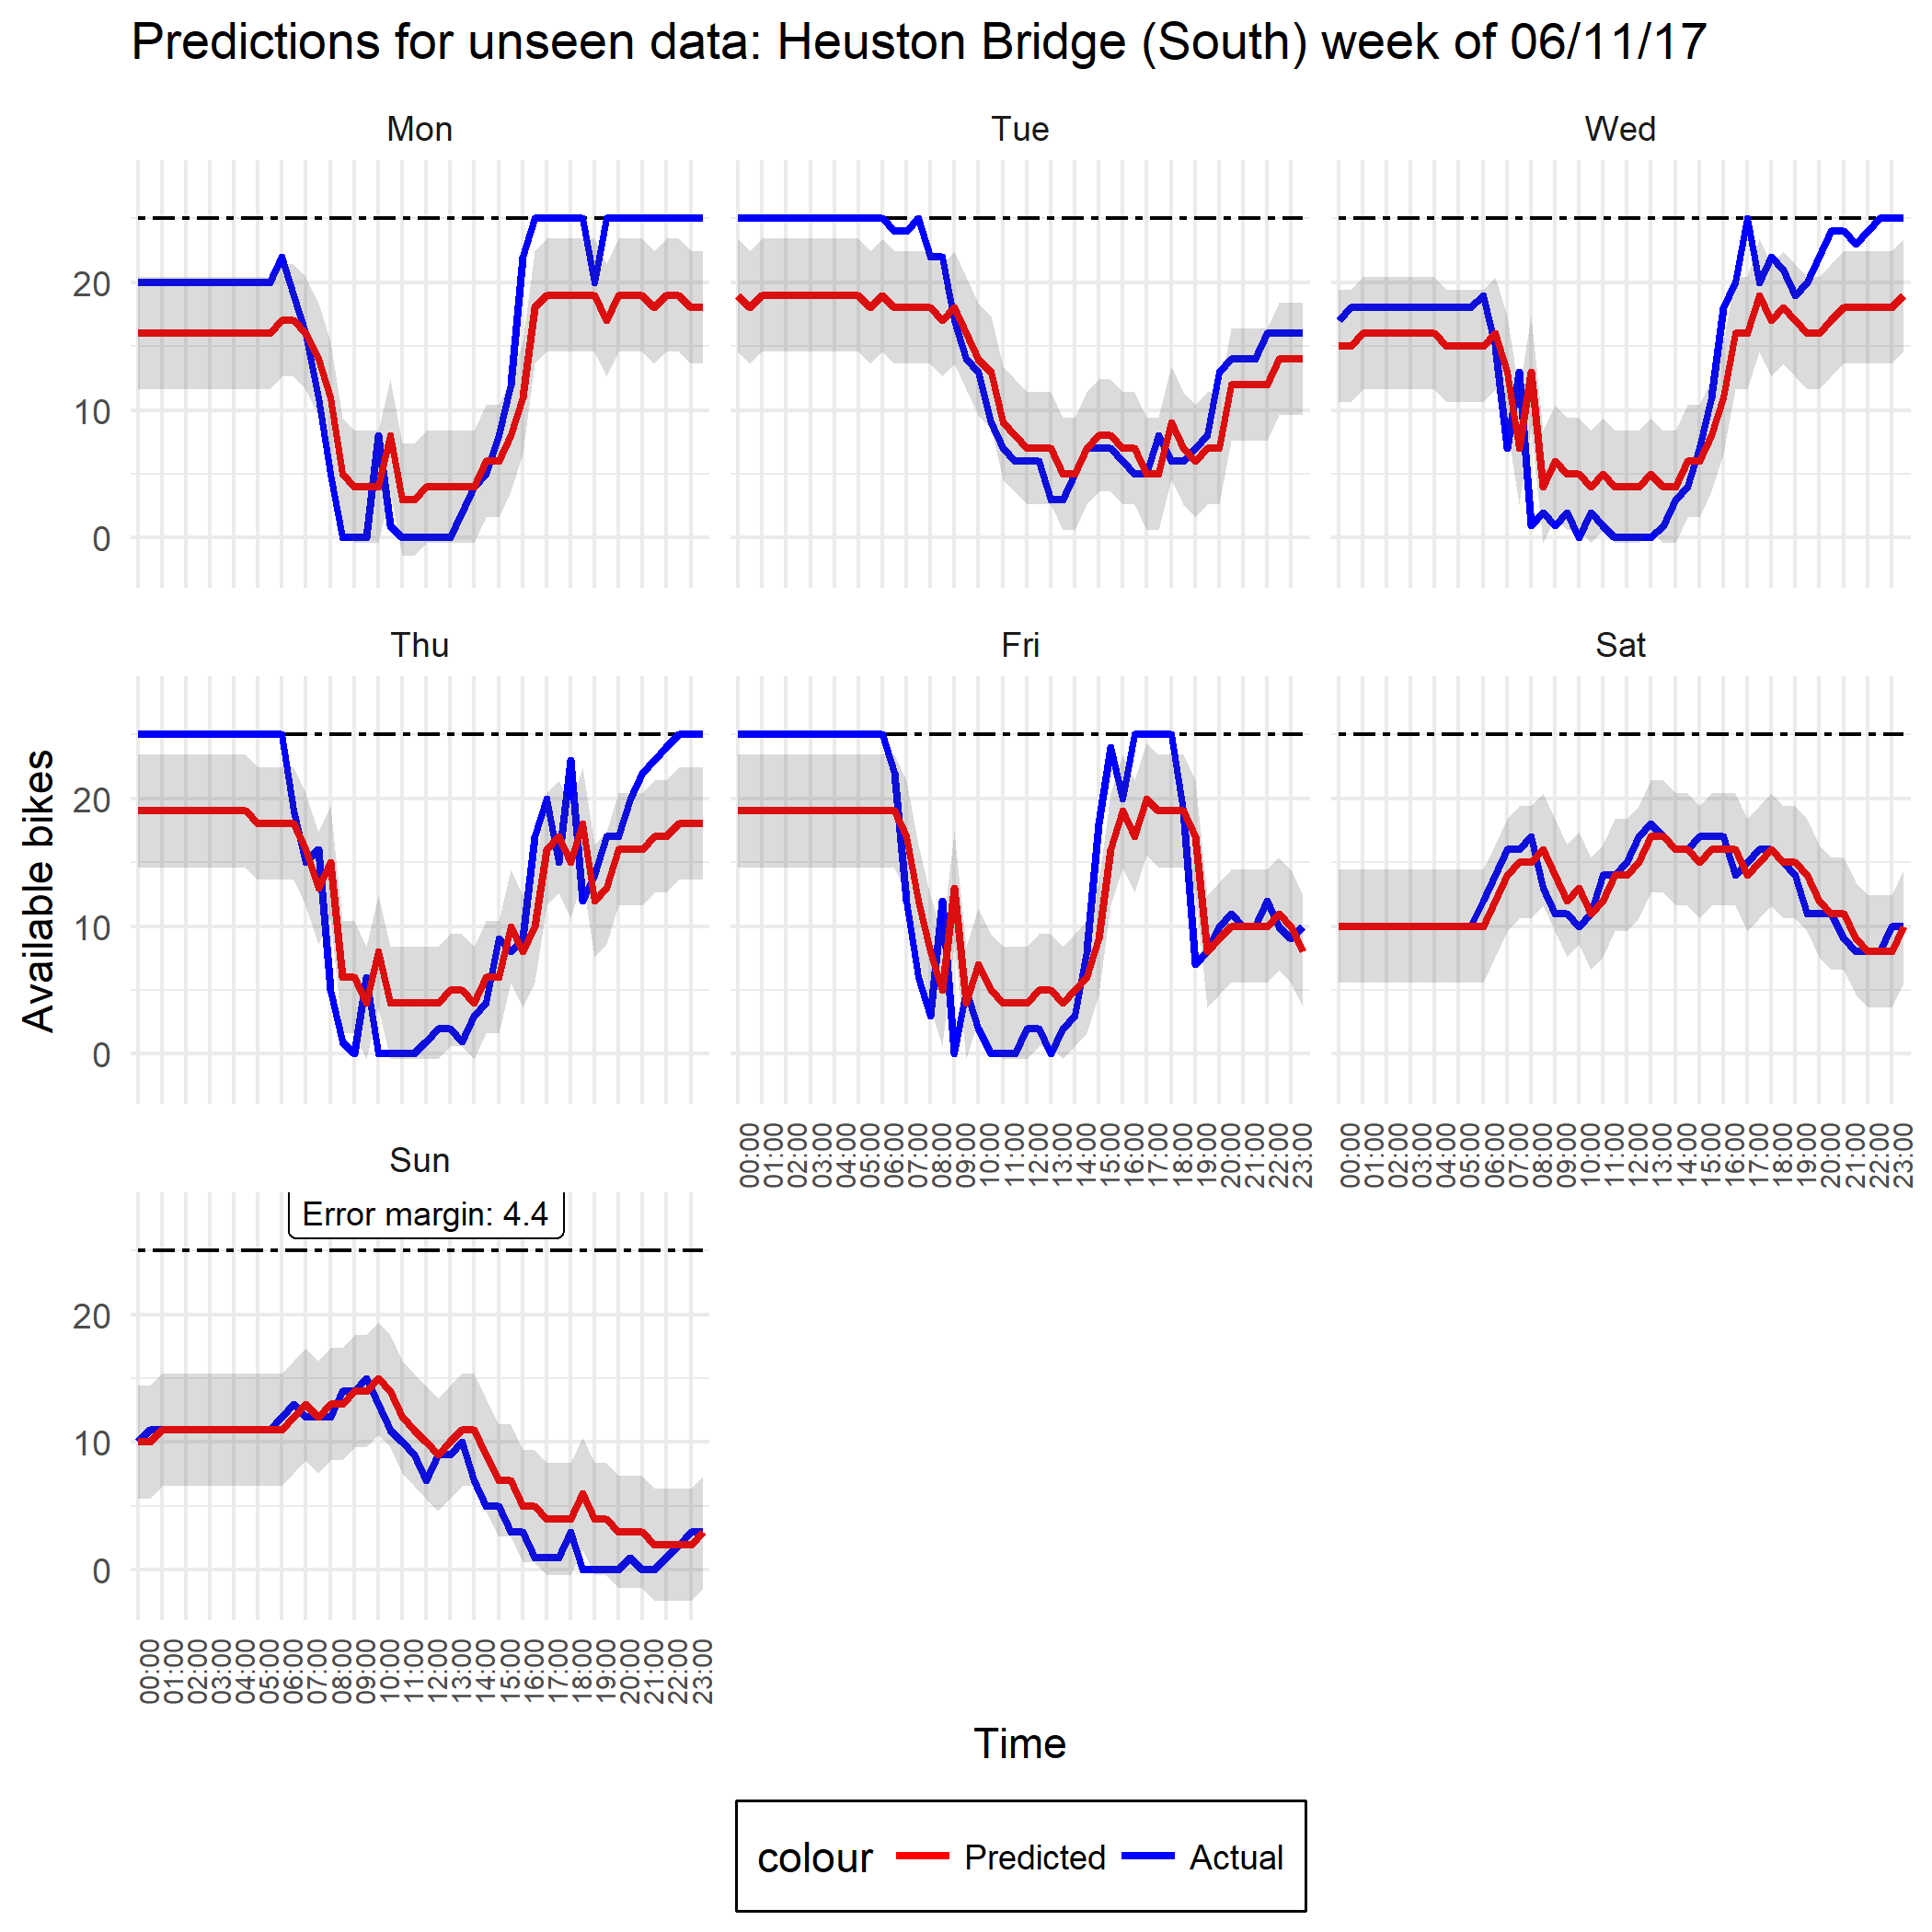 Predictions for unseen data: Heuston Bridge (South) week of 06/11/17
Mon Tue Wed
20
10
0
Thu Fri Sat
20
10
0
Available bikes
00:00 01:00 02:00 03:00 04:00 05:00 06:00 07:00 08:00 09:00 10:00 11:00 12:00 13:00 14:00 15:00 16:00 17:00 18:00 19:00 20:00 21:00 22:00 23:00
00:00 01:00 02:00 03:00 04:00 05:00 06:00 07:00 08:00 09:00 10:00 11:00 12:00 13:00 14:00 15:00 16:00 17:00 18:00 19:00 20:00 21:00 22:00 23:00
Sun
Error margin: 4.4
20
10
0
00:00 01:00 02:00 03:00 04:00 05:00 06:00 07:00 08:00 09:00 10:00 11:00 12:00 13:00 14:00 15:00 16:00 17:00 18:00 19:00 20:00 21:00 22:00 23:00
Time
colour Predicted Actual